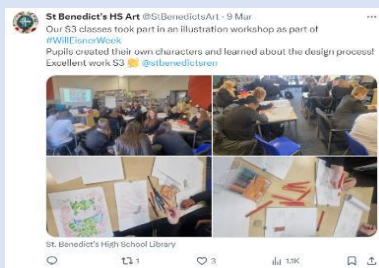 St Benedict's HS Art @StBenedictsArt · 9 Mar
Our S3 classes took part in an illustration workshop as part of
#WillEisnerWeek
Pupils created their own characters and learned about the design process!
Excellent work S3 👏 @stbenedictsren
St. Benedict's High School Library
1
3
1.1K